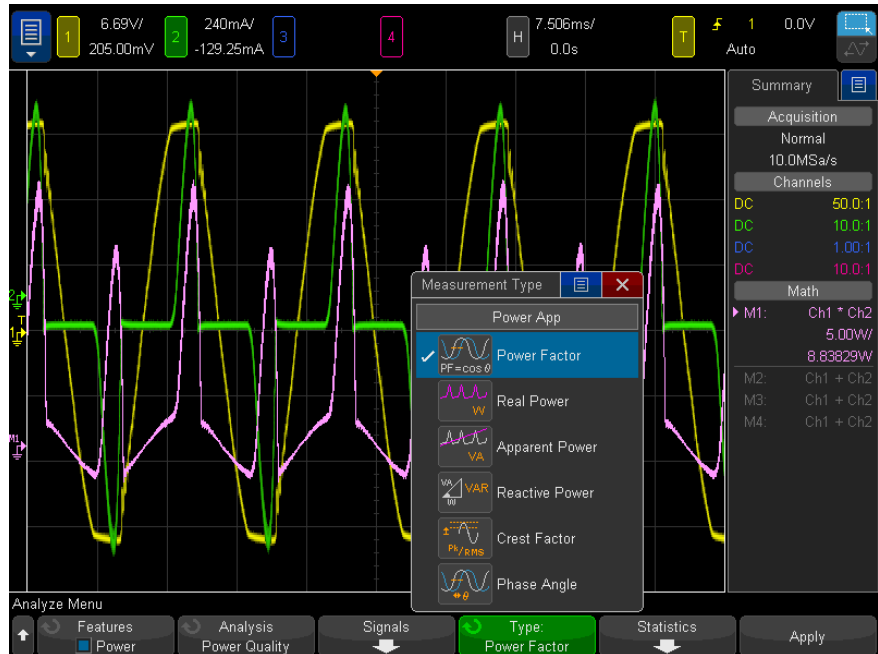 1 6.69V/ 2 240mA/ 3 4 H 7.506ms/ T 1 0.0V
205.00mV -129.25mA 0.0s Auto
Summary
Acquisition
Normal
10.0MSa/s
Channels
DC 50.0:1
DC 10.0:1
DC 1.00:1
DC 10.0:1
Math
M1: Ch1 * Ch2
5.00W/
8.83829W
M2: Ch1 + Ch2
M3: Ch1 + Ch2
M4: Ch1 + Ch2
2
T
1
M1
Measurement Type
Power App
PF=cos θ Power Factor
W Real Power
VA Apparent Power
VA VAR W Reactive Power
Pk/RMS Crest Factor
θ Phase Angle
Analyze Menu
Features Analysis Signals Type: Statistics Apply
Power Power Quality Power Factor